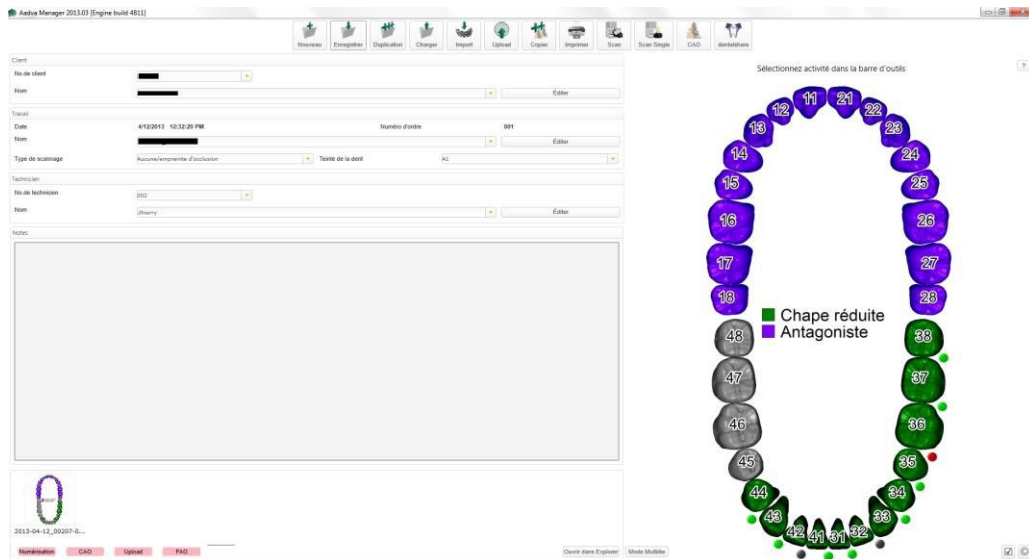 Aadva Manager 2013.03 [Engine build 4811]
Nouveau Enregistrer Duplication Charger Import Upload Copier Imprimer Scan Scan Single CAO dentalshare
Client
No.de client
Nom Éditer
Sélectionnez activité dans la barre d'outils ?
Travail
Date 4/12/2013 12:32:20 PM Numéro d'ordre 001
Nom Éditer
Type de scannage Aucune/empreinte d'occlusion Teinte de la dent A1
Technicien
No.de technicien 002
Nom Jthierry Éditer
Notes
11 21
12 22
13 23
14 24
15 25
16 26
17 27
18 28
Chape réduite
Antagoniste
48 38
47 37
46 36
45 35
44 34
43 42 41 31 32 33
2013-04-12_00207-0...
Numérisation CAO Upload FAO Ouvrir dans Explorer Mode Multidie